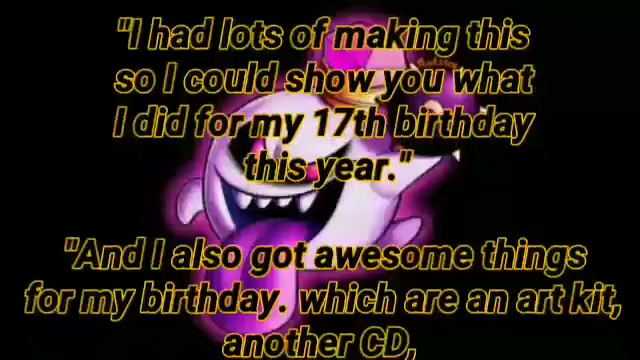 "I had lots of making this
so I could show you what
I did for my 17th birthday
this year."
"And I also got awesome things
for my birthday. which are an art kit,
another CD,